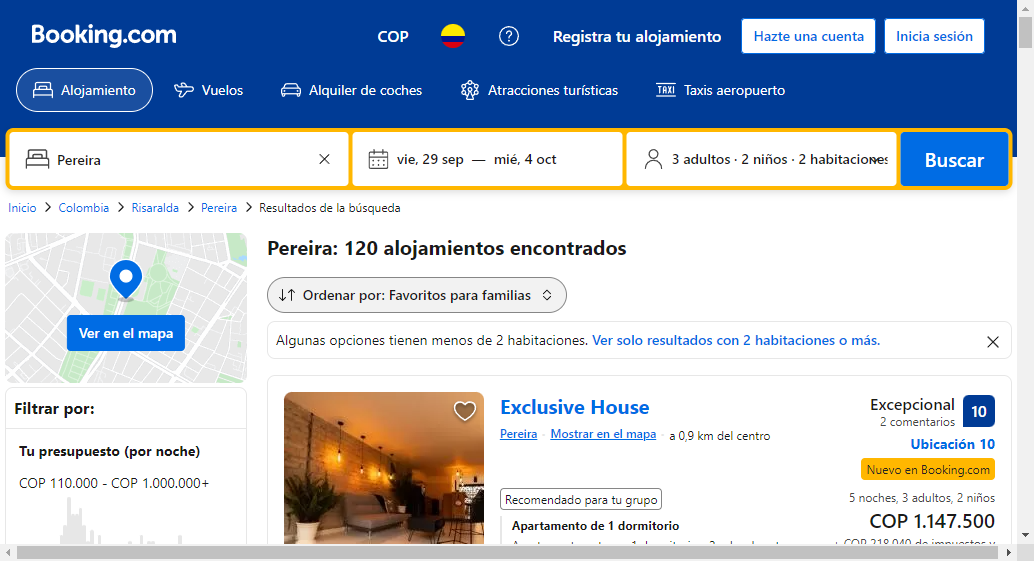 Booking.com
COP
Registra tu alojamiento
Hazte una cuenta
Inicia sesión
Alojamiento
Vuelos
Alquiler de coches
Atracciones turísticas
TAXI
Taxis aeropuerto
Pereira
vie, 29 sep — mié, 4 oct
3 adultos · 2 niños · 2 habitaciones
Buscar
Inicio > Colombia > Risaralda > Pereira > Resultados de la búsqueda
Ver en el mapa
Filtrar por:
Tu presupuesto (por noche)
COP 110.000 - COP 1.000.000+
Pereira: 120 alojamientos encontrados
Ordenar por: Favoritos para familias
Algunas opciones tienen menos de 2 habitaciones. Ver solo resultados con 2 habitaciones o más.
Exclusive House
Pereira · Mostrar en el mapa · a 0,9 km del centro
Recomendado para tu grupo
Apartamento de 1 dormitorio
Excepcional
10
2 comentarios
Ubicación 10
Nuevo en Booking.com
5 noches, 3 adultos, 2 niños
COP 1.147.500
+ COP 218.040 de impuestos y